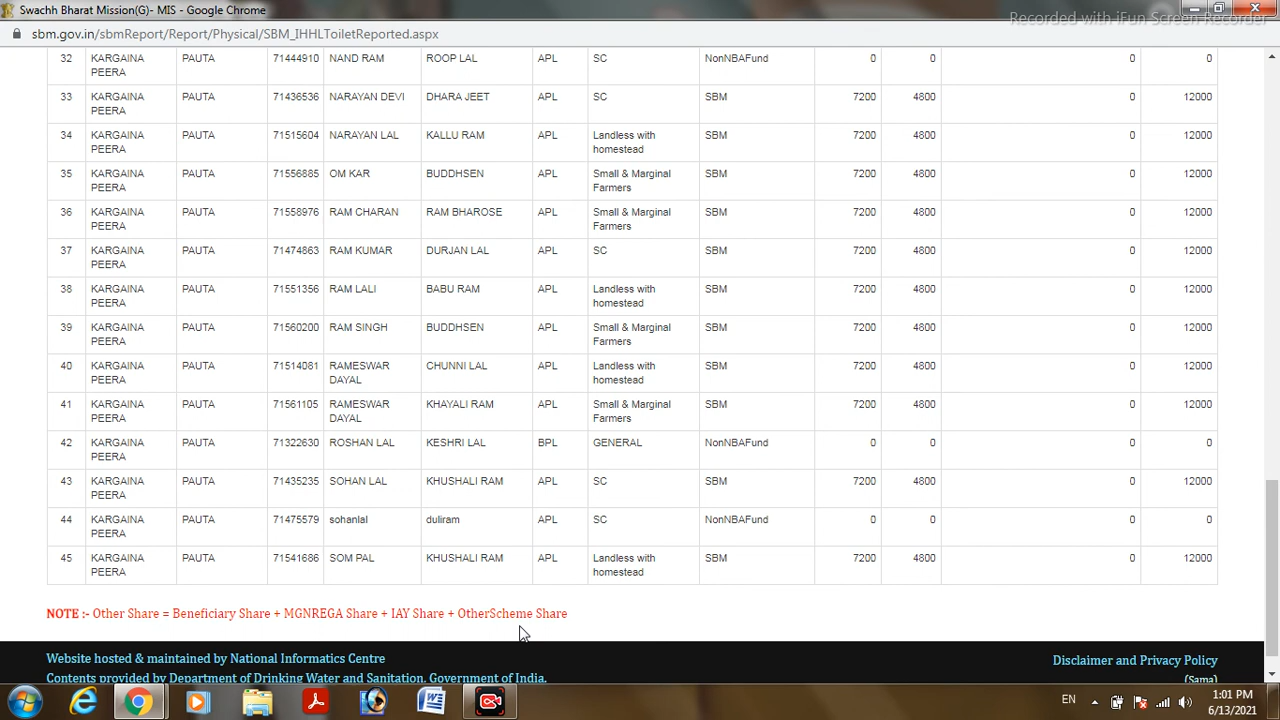 Swachh Bharat Mission(G)- MIS - Google Chrome
Recorded with iFun Screen Recorder
sbm.gov.in/sbmReport/Report/Physical/SBM_IHHLToiletReported.aspx
32 KARGAINA PEERA PAUTA 71444910 NAND RAM ROOP LAL APL SC NonNBAFund 0 0 0 0
33 KARGAINA PEERA PAUTA 71436536 NARAYAN DEVI DHARA JEET APL SC SBM 7200 4800 0 12000
34 KARGAINA PEERA PAUTA 71515604 NARAYAN LAL KALLU RAM APL Landless with homestead SBM 7200 4800 0 12000
35 KARGAINA PEERA PAUTA 71556885 OM KAR BUDDHSEN APL Small & Marginal Farmers SBM 7200 4800 0 12000
36 KARGAINA PEERA PAUTA 71558976 RAM CHARAN RAM BHAROSE APL Small & Marginal Farmers SBM 7200 4800 0 12000
37 KARGAINA PEERA PAUTA 71474863 RAM KUMAR DURJAN LAL APL SC SBM 7200 4800 0 12000
38 KARGAINA PEERA PAUTA 71551356 RAM LALI BABU RAM APL Landless with homestead SBM 7200 4800 0 12000
39 KARGAINA PEERA PAUTA 71560200 RAM SINGH BUDDHSEN APL Small & Marginal Farmers SBM 7200 4800 0 12000
40 KARGAINA PEERA PAUTA 71514081 RAMESWAR DAYAL CHUNNI LAL APL Landless with homestead SBM 7200 4800 0 12000
41 KARGAINA PEERA PAUTA 71561105 RAMESWAR DAYAL KHAYALI RAM APL Small & Marginal Farmers SBM 7200 4800 0 12000
42 KARGAINA PEERA PAUTA 71322630 ROSHAN LAL KESHRI LAL BPL GENERAL NonNBAFund 0 0 0 0
43 KARGAINA PEERA PAUTA 71435235 SOHAN LAL KHUSHALI RAM APL SC SBM 7200 4800 0 12000
44 KARGAINA PEERA PAUTA 71475579 sohanlal duliram APL SC NonNBAFund 0 0 0 0
45 KARGAINA PEERA PAUTA 71541686 SOM PAL KHUSHALI RAM APL Landless with homestead SBM 7200 4800 0 12000
NOTE :- Other Share = Beneficiary Share + MGNREGA Share + IAY Share + OtherScheme Share
Website hosted & maintained by National Informatics Centre
Disclaimer and Privacy Policy
Contents provided by Department of Drinking Water and Sanitation, Government of India.
(Sama)
EN
1:01 PM
6/13/2021